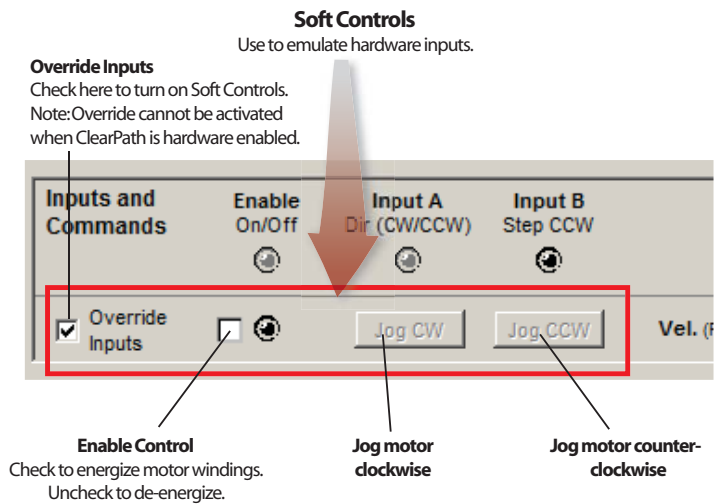 Soft Controls
Use to emulate hardware inputs.
Override Inputs
Check here to turn on Soft Controls.
Note: Override cannot be activated
when ClearPath is hardware enabled.
Inputs and
Commands
Enable
On/Off
Input A
Dir (CW/CCW)
Input B
Step CCW
Override
Inputs
Jog CW
Jog CCW
Vel.
Enable Control
Check to energize motor windings.
Uncheck to de-energize.
Jog motor
clockwise
Jog motor counter-
clockwise